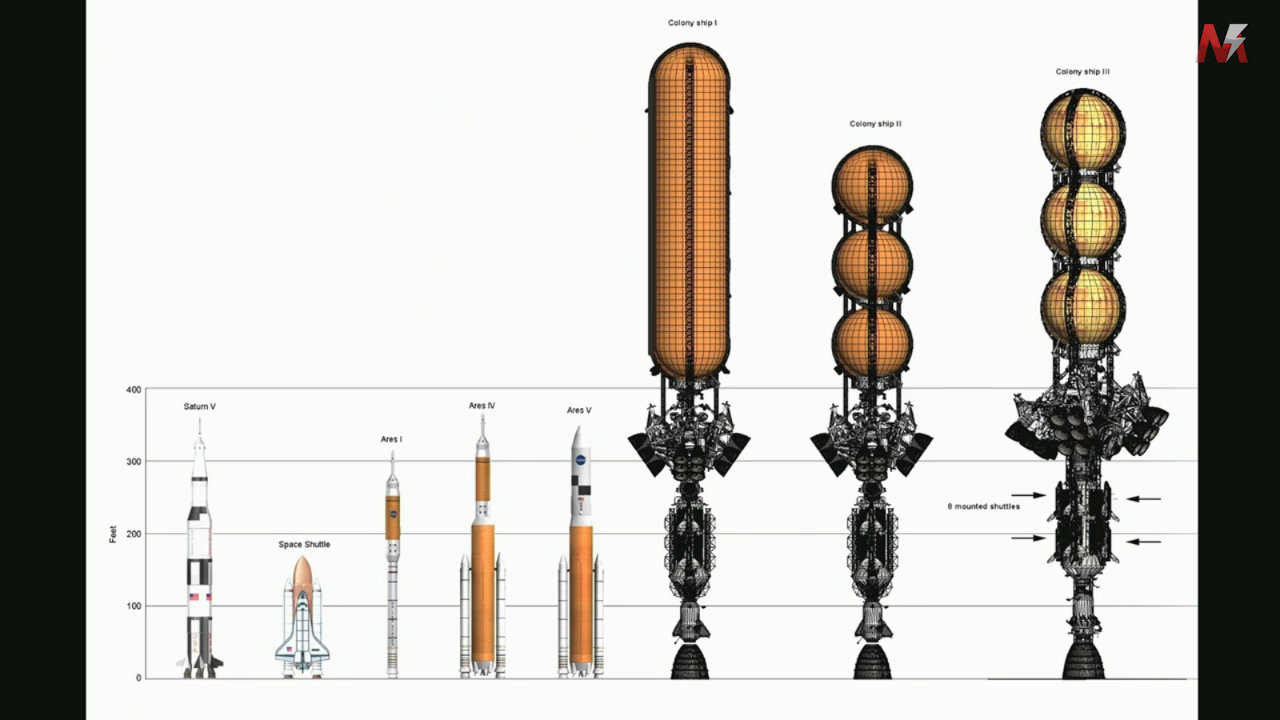 Colony ship I
Colony ship III
Colony ship II
400
Saturn V
Ares I
Ares IV
Ares V
300
8 mounted shuttles
Feet
200
Space Shuttle
100
0